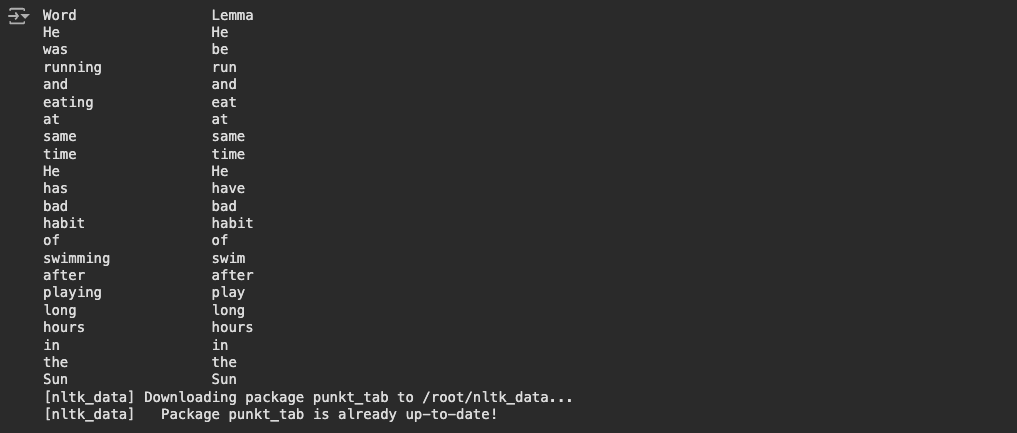 Word Lemma
He He
was be
running run
and and
eating eat
at at
same same
time time
He He
has have
bad bad
habit habit
of of
swimming swim
after after
playing play
long long
hours hours
in in
the the
Sun Sun
[nltk_data] Downloading package punkt_tab to /root/nltk_data...
[nltk_data]   Package punkt_tab is already up-to-date!